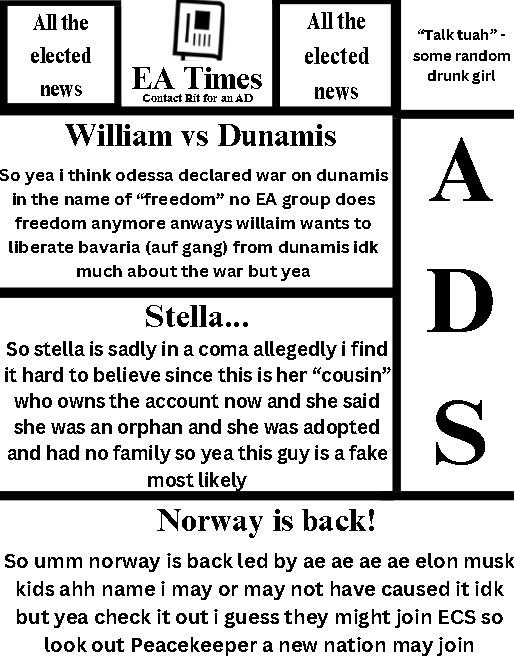 All the
elected
news
EA Times
Contact Rit for an AD
All the
elected
news
“Talk tuah” -
some random
drunk girl
William vs Dunamis
So yea i think odessa declared war on dunamis
in the name of “freedom” no EA group does
freedom anymore anways willaim wants to
liberate bavaria (auf gang) from dunamis idk
much about the war but yea
A
D
S
Stella...
So stella is sadly in a coma allegedly i find
it hard to believe since this is her “cousin”
who owns the account now and she said
she was an orphan and she was adopted
and had no family so yea this guy is a fake
most likely
Norway is back!
So umm norway is back led by ae ae ae ae elon musk
kids ahh name i may or may not have caused it idk
but yea check it out i guess they might join ECS so
look out Peacekeeper a new nation may join